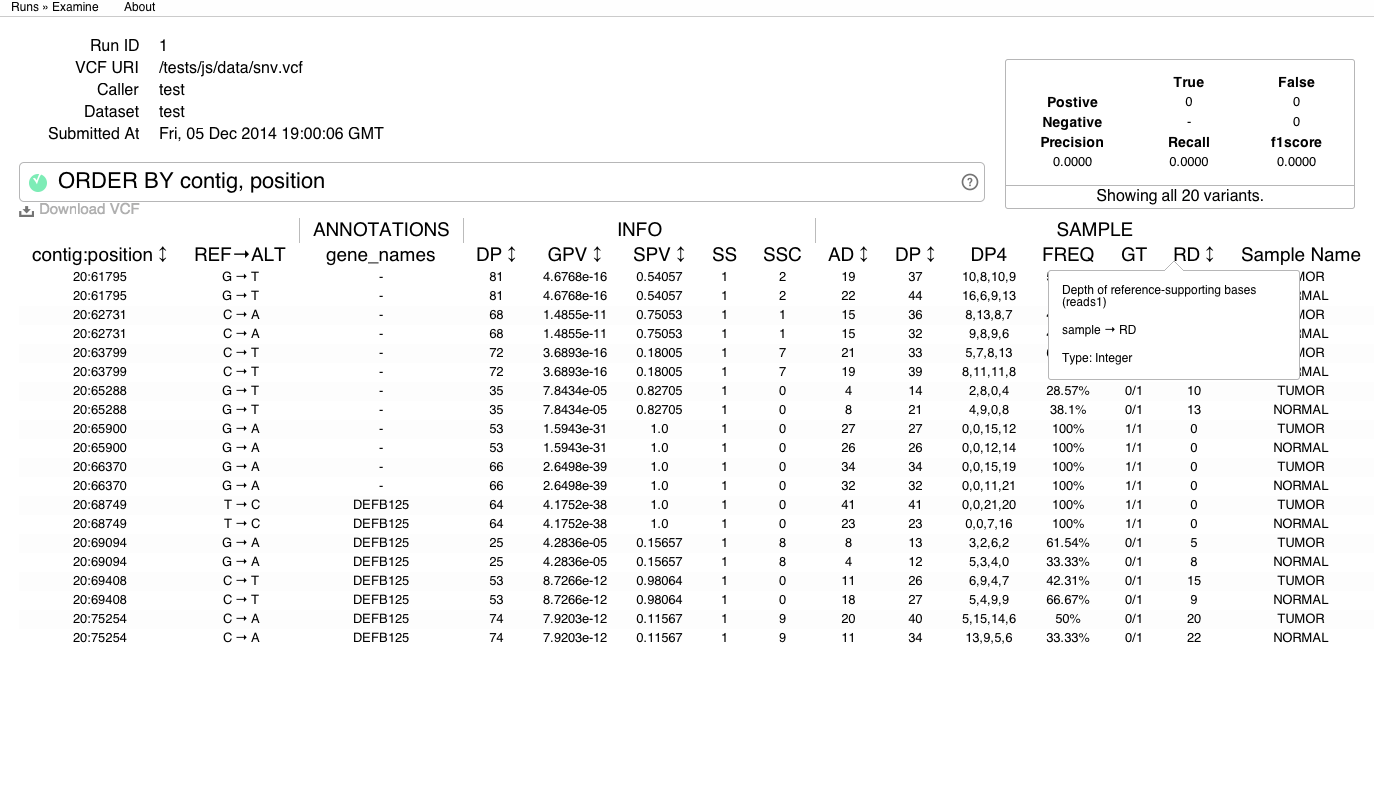 Runs » Examine About
Run ID 1
VCF URI /tests/js/data/snv.vcf
Caller test
Dataset test
Submitted At Fri, 05 Dec 2014 19:00:06 GMT
True False
Postive 0 0
Negative - 0
Precision Recall f1score
0.0000 0.0000 0.0000
Showing all 20 variants.
ORDER BY contig, position ?
Download VCF
ANNOTATIONS INFO SAMPLE
contig:position ↕ REF→ALT gene_names DP ↕ GPV ↕ SPV ↕ SS SSC AD ↕ DP ↕ DP4 FREQ GT RD ↕ Sample Name
20:61795 G → T - 81 4.6768e-16 0.54057 1 2 19 37 10,8,10,9
20:61795 G → T - 81 4.6768e-16 0.54057 1 2 22 44 16,6,9,13
20:62731 C → A - 68 1.4855e-11 0.75053 1 1 15 36 8,13,8,7
20:62731 C → A - 68 1.4855e-11 0.75053 1 1 15 32 9,8,9,6
20:63799 C → T - 72 3.6893e-16 0.18005 1 7 21 33 5,7,8,13
20:63799 C → T - 72 3.6893e-16 0.18005 1 7 19 39 8,11,11,8
Depth of reference-supporting bases
(reads1)
sample → RD
Type: Integer
20:65288 G → T - 35 7.8434e-05 0.82705 1 0 4 14 2,8,0,4 28.57% 0/1 10 TUMOR
20:65288 G → T - 35 7.8434e-05 0.82705 1 0 8 21 4,9,0,8 38.1% 0/1 13 NORMAL
20:65900 G → A - 53 1.5943e-31 1.0 1 0 27 27 0,0,15,12 100% 1/1 0 TUMOR
20:65900 G → A - 53 1.5943e-31 1.0 1 0 26 26 0,0,12,14 100% 1/1 0 NORMAL
20:66370 G → A - 66 2.6498e-39 1.0 1 0 34 34 0,0,15,19 100% 1/1 0 TUMOR
20:66370 G → A - 66 2.6498e-39 1.0 1 0 32 32 0,0,11,21 100% 1/1 0 NORMAL
20:68749 T → C DEFB125 64 4.1752e-38 1.0 1 0 41 41 0,0,21,20 100% 1/1 0 TUMOR
20:68749 T → C DEFB125 64 4.1752e-38 1.0 1 0 23 23 0,0,7,16 100% 1/1 0 NORMAL
20:69094 G → A DEFB125 25 4.2836e-05 0.15657 1 8 8 13 3,2,6,2 61.54% 0/1 5 TUMOR
20:69094 G → A DEFB125 25 4.2836e-05 0.15657 1 8 4 12 5,3,4,0 33.33% 0/1 8 NORMAL
20:69408 C → T DEFB125 53 8.7266e-12 0.98064 1 0 11 26 6,9,4,7 42.31% 0/1 15 TUMOR
20:69408 C → T DEFB125 53 8.7266e-12 0.98064 1 0 18 27 5,4,9,9 66.67% 0/1 9 NORMAL
20:75254 C → A DEFB125 74 7.9203e-12 0.11567 1 9 20 40 5,15,14,6 50% 0/1 20 TUMOR
20:75254 C → A DEFB125 74 7.9203e-12 0.11567 1 9 11 34 13,9,5,6 33.33% 0/1 22 NORMAL